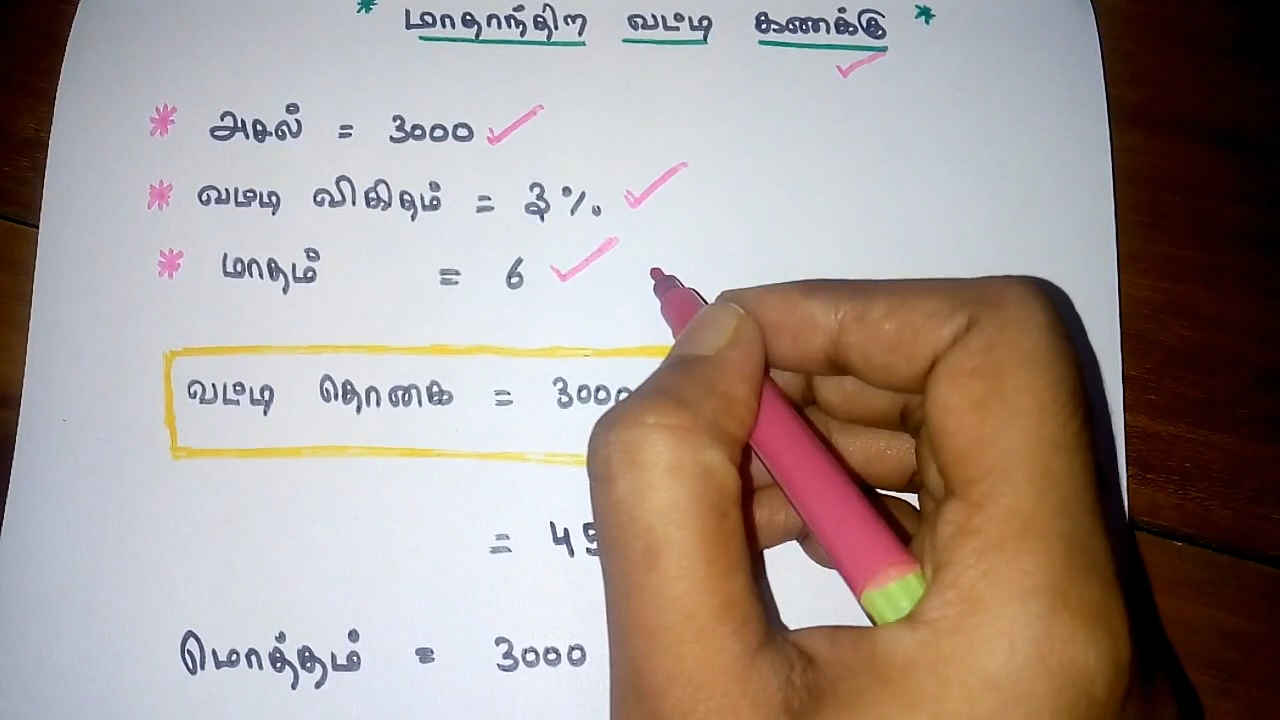 * மாதாந்திர வட்டி கணக்கு *
* அசல் = 3000
* வட்டி விகிதம் = 3%.
* மாதம் = 6
வட்டி தொகை = 3000
= 45
மொத்தம் = 3000